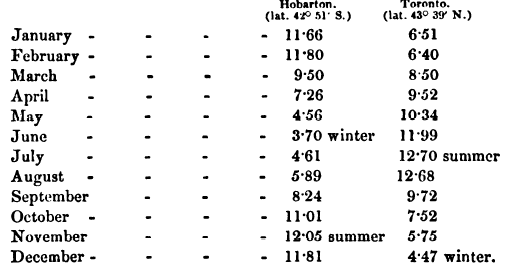 Hobarton. Toronto.
(lat. 42° 51′ S.) (lat. 43° 39′ N.)
January - - - - 11·66 6·51
February - - - - 11·80 6·40
March - - - - 9·50 8·50
April - - - - 7·26 9·52
May - - - - 4·56 10·34
June - - - - 3·70 winter 11·99
July - - - - 4·61 12·70 summer
August - - - - 5·89 12·68
September - - - 8·24 9·72
October - - - - 11·01 7·52
November - - - 12·05 summer 5·75
December - - - - 11·81 4·47 winter.